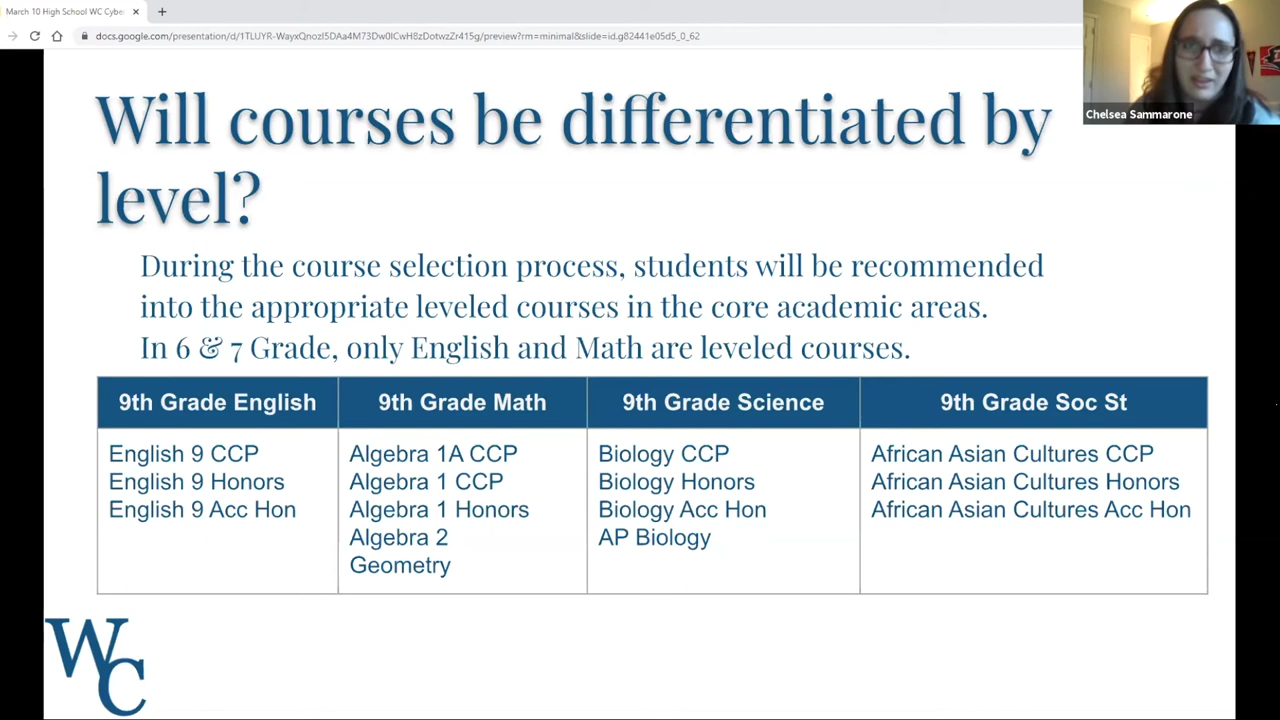 March 10 High School WC Cybe
docs.google.com/presentation/d/1TLUYR-WayxQnozI5DAa4M73Dw0ICwH8zDotwzZr415g/preview?rm=minimal&slide=id.g82441e05d5_0_62
Chelsea Sammarone
Will courses be differentiated by
level?
During the course selection process, students will be recommended
into the appropriate leveled courses in the core academic areas.
In 6 & 7 Grade, only English and Math are leveled courses.
9th Grade English
English 9 CCP
English 9 Honors
English 9 Acc Hon
9th Grade Math
Algebra 1A CCP
Algebra 1 CCP
Algebra 1 Honors
Algebra 2
Geometry
9th Grade Science
Biology CCP
Biology Honors
Biology Acc Hon
AP Biology
9th Grade Soc St
African Asian Cultures CCP
African Asian Cultures Honors
African Asian Cultures Acc Hon
WC